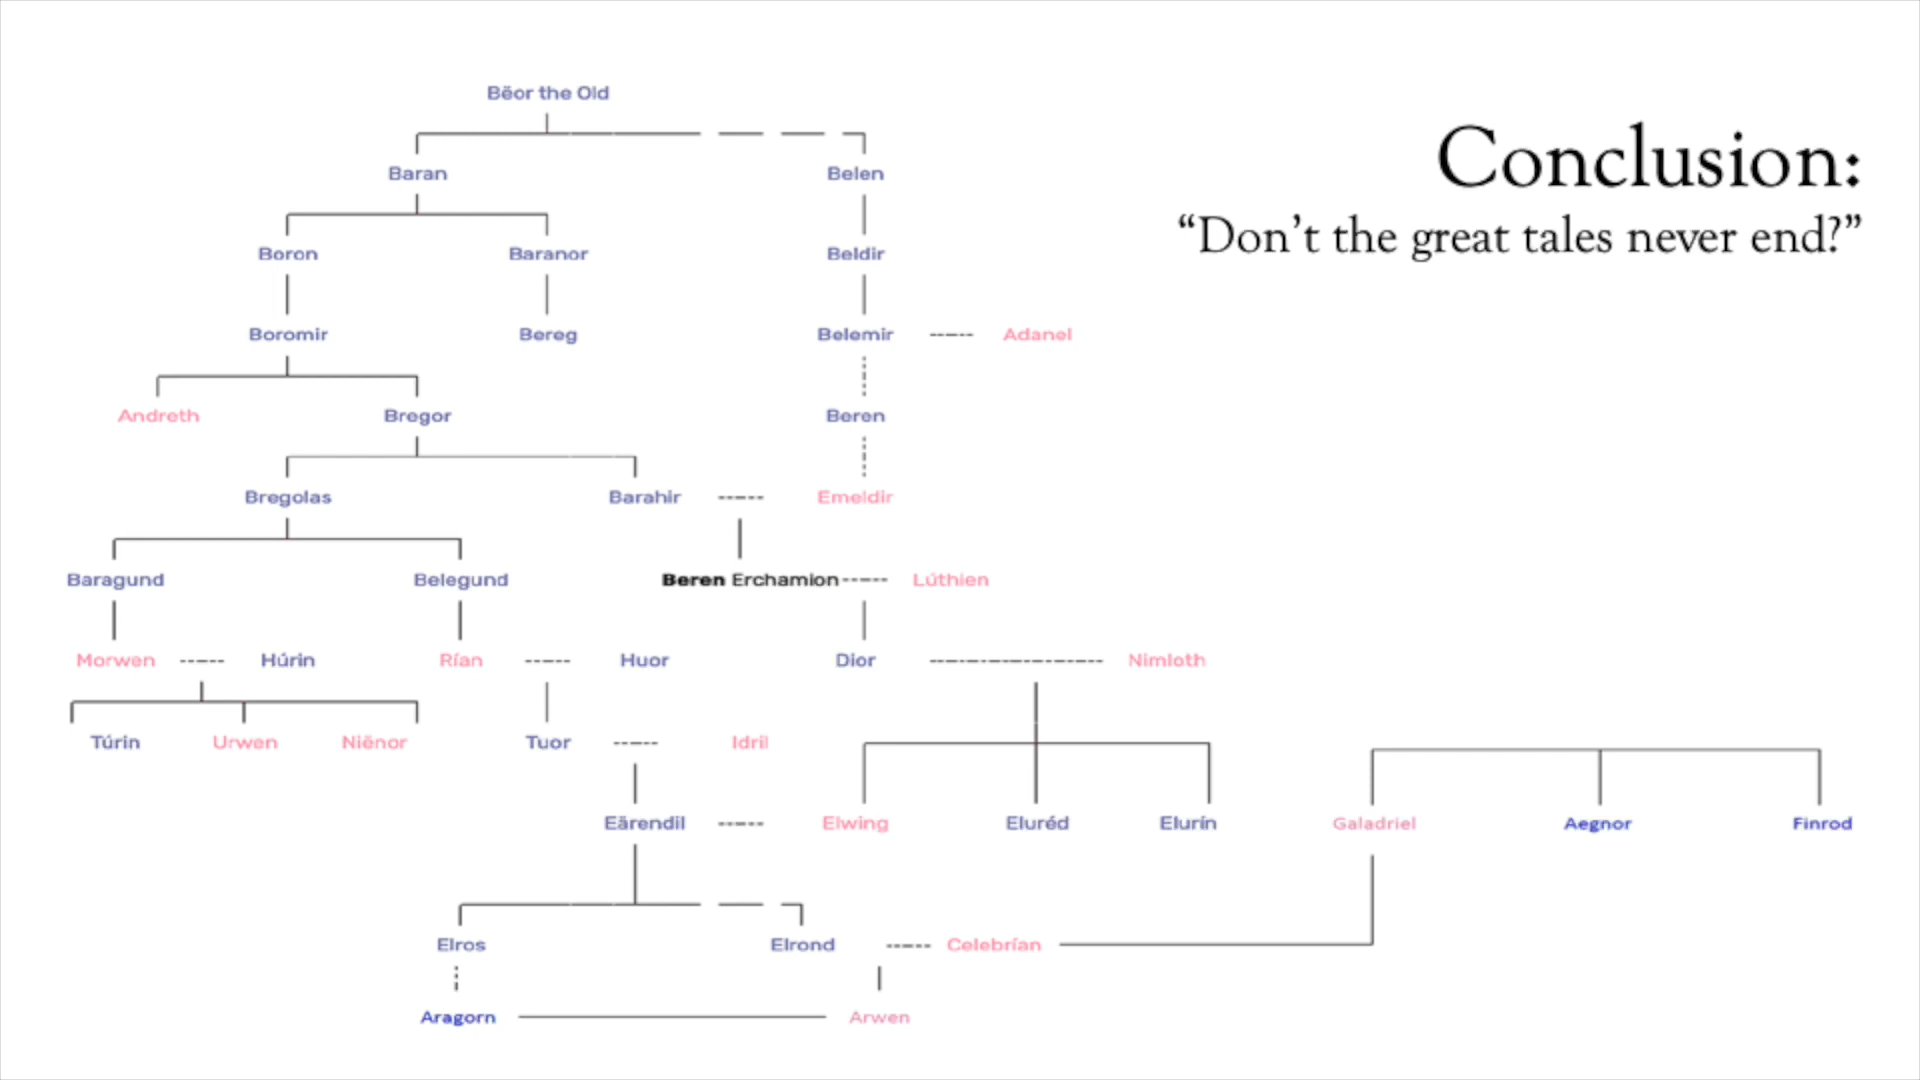 Conclusion:
“Don’t the great tales never end?”
Bëor the Old
Baran Belen
Boron Baranor Beldir
Boromir Bereg Belemir Adanel
Andreth Bregor Beren
Bregolas Barahir Emeldir
Baragund Belegund Beren Erchamion Lúthien
Morwen Húrin Rían Huor Dior Nimloth
Túrin Urwen Niënor Tuor Idril
Eärendil Elwing Eluréd Elurín Galadriel Aegnor Finrod
Elros Elrond Celebrían
Aragorn Arwen